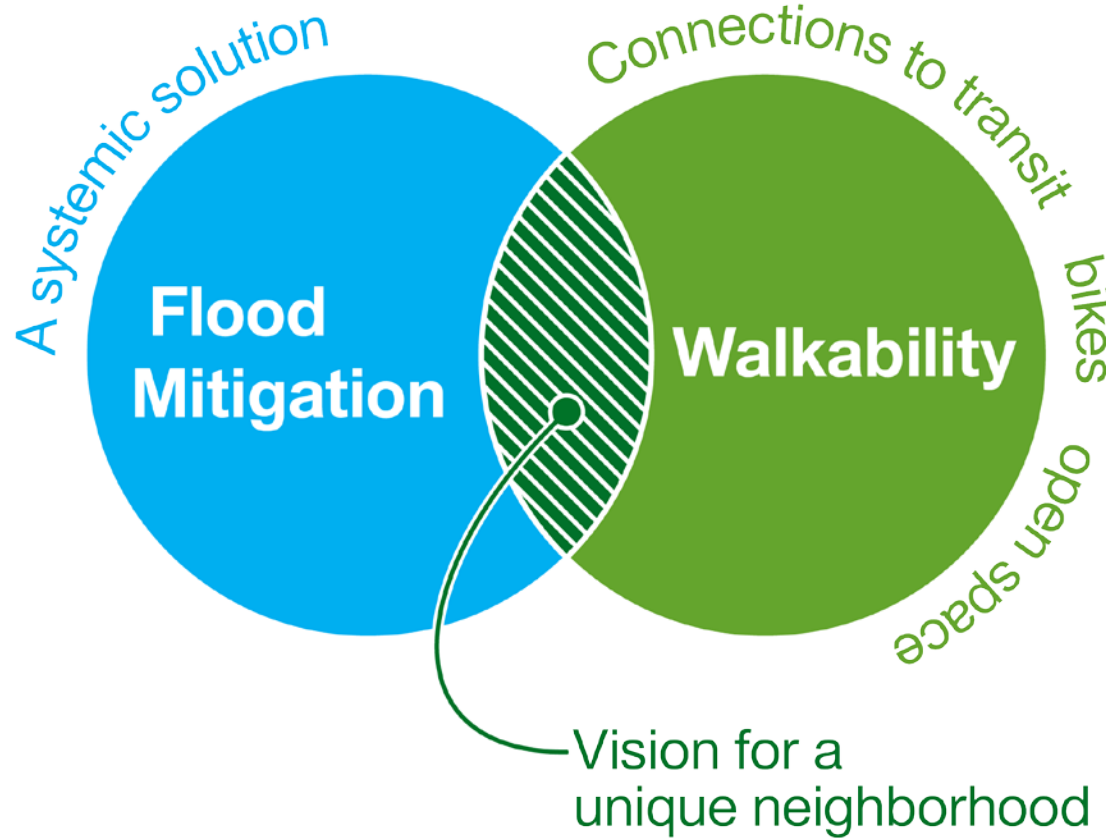 A systemic solution
Flood
Mitigation
Connections to transit
bikes
open space
Walkability
Vision for a
unique neighborhood